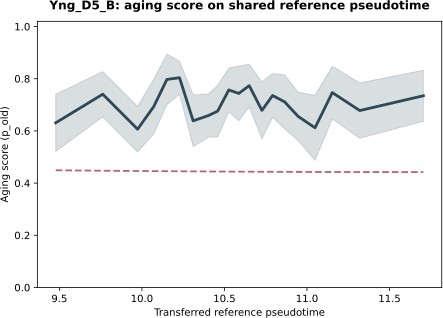 Yng_D5_B: aging score on shared reference pseudotime
1.0
0.8
0.6
0.4
0.2
0.0
Aging score (p_old)
9.5 10.0 10.5 11.0 11.5
Transferred reference pseudotime